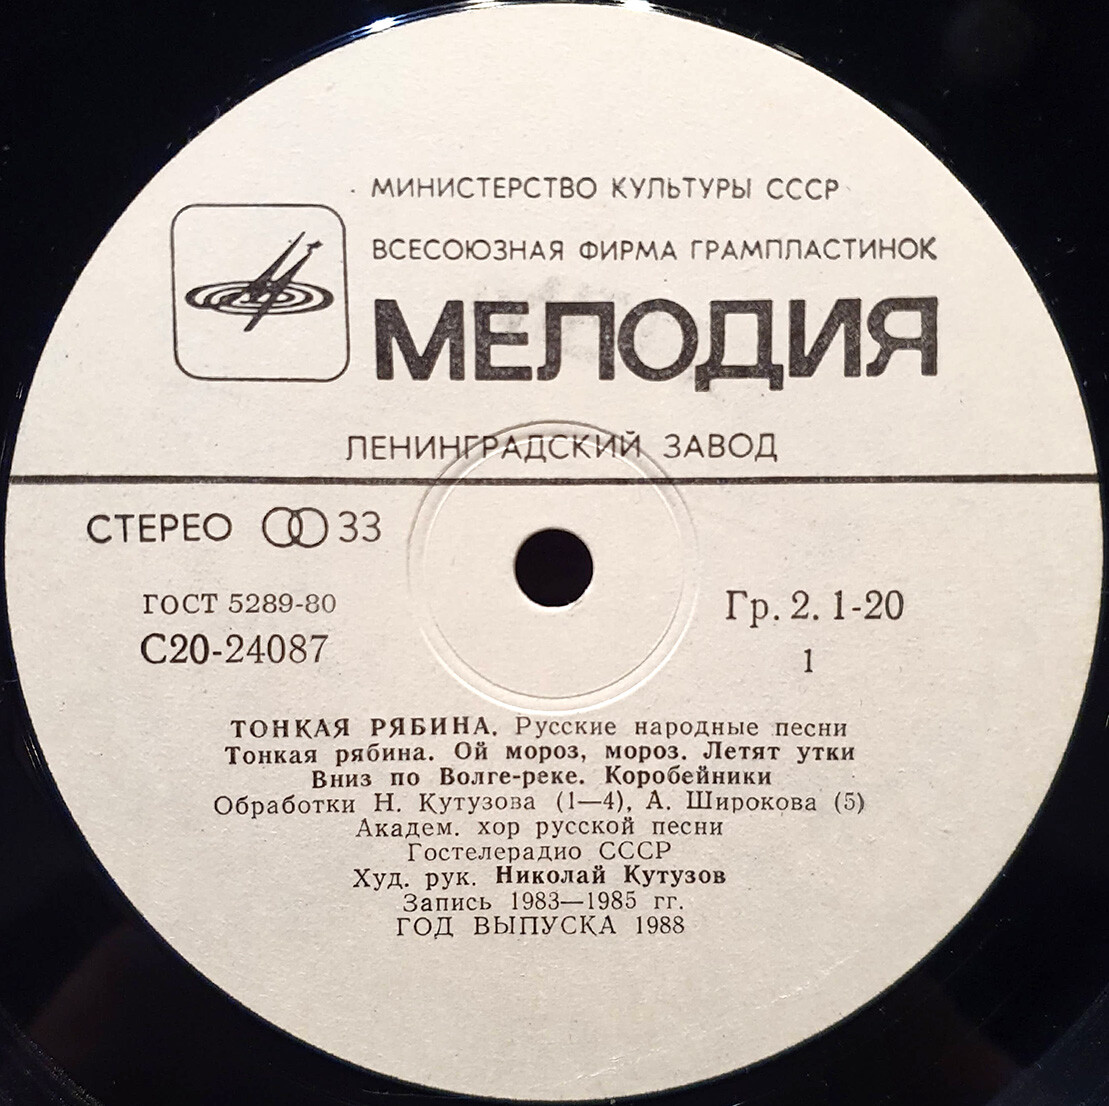 МИНИСТЕРСТВО КУЛЬТУРЫ СССР
ВСЕСОЮЗНАЯ ФИРМА ГРАМПЛАСТИНОК
МЕЛОДИЯ
ЛЕНИНГРАДСКИЙ ЗАВОД
СТЕРЕО 33
ГОСТ 5289-80
С20-24087
Гр. 2. 1-20
1
ТОНКАЯ РЯБИНА. Русские народные песни
Тонкая рябина. Ой мороз, мороз. Летят утки
Вниз по Волге-реке. Коробейники
Обработки Н. Кутузова (1—4), А. Широкова (5)
Академ. хор русской песни
Гостелерадио СССР
Худ. рук. Николай Кутузов
Запись 1983—1985 гг.
ГОД ВЫПУСКА 1988